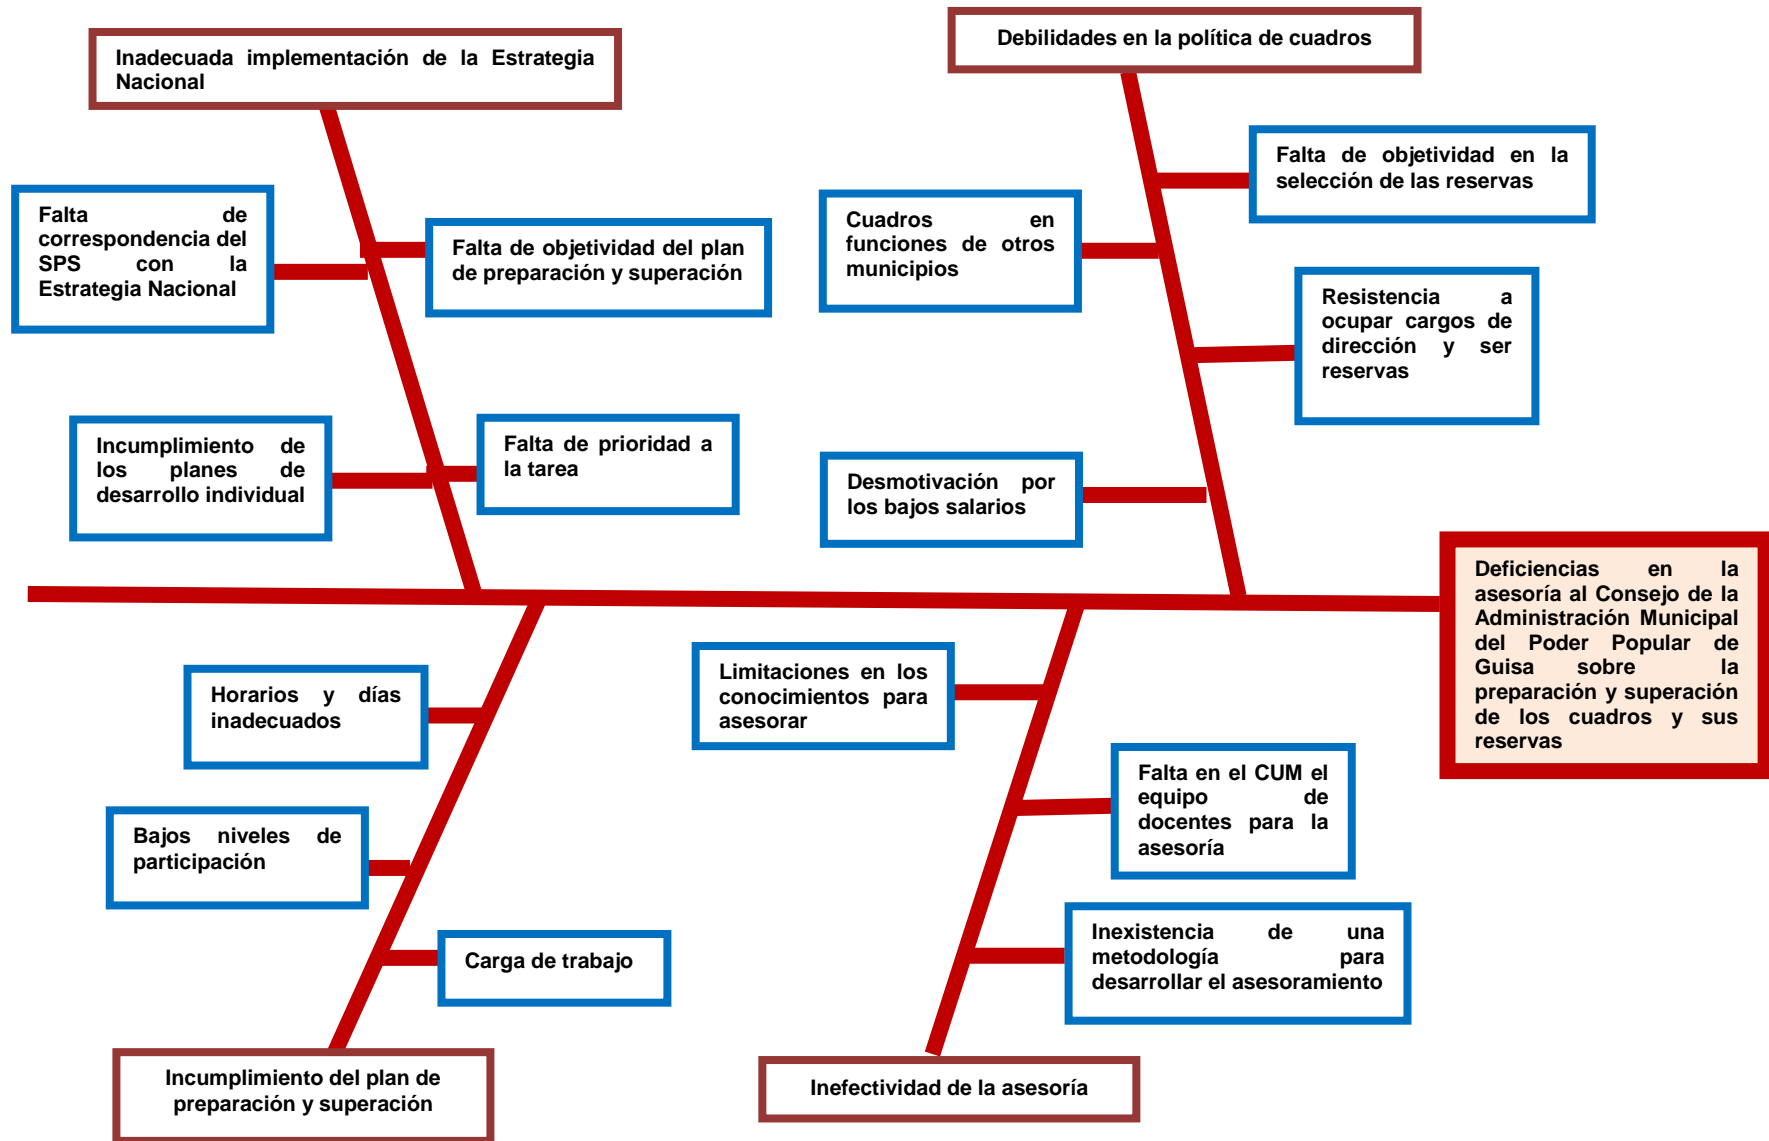 Inadecuada implementación de la Estrategia
Nacional
Debilidades en la política de cuadros
Falta de
correspondencia del
SPS con la
Estrategia Nacional
Falta de objetividad del plan
de preparación y superación
Cuadros en
funciones de otros
municipios
Falta de objetividad en la
selección de las reservas
Resistencia a
ocupar cargos de
dirección y ser
reservas
Incumplimiento de
los planes de
desarrollo individual
Falta de prioridad a
la tarea
Desmotivación por
los bajos salarios
Deficiencias en la
asesoría al Consejo de la
Administración Municipal
del Poder Popular de
Guisa sobre la
preparación y superación
de los cuadros y sus
reservas
Horarios y días
inadecuados
Limitaciones en los
conocimientos para
asesorar
Falta en el CUM el
equipo de
docentes para la
asesoría
Bajos niveles de
participación
Carga de trabajo
Inexistencia de una
metodología para
desarrollar el asesoramiento
Incumplimiento del plan de
preparación y superación
Inefectividad de la asesoría